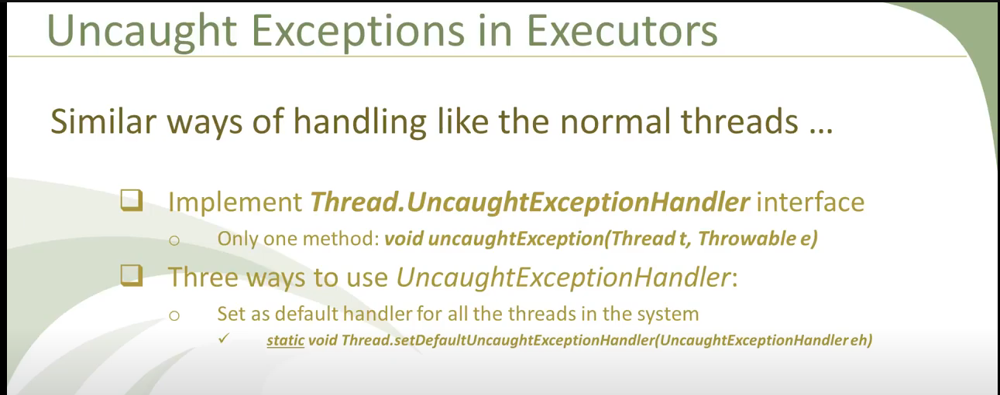 Uncaught Exceptions in Executors
Similar ways of handling like the normal threads ...
Implement Thread.UncaughtExceptionHandler interface
Only one method: void uncaughtException(Thread t, Throwable e)
Three ways to use UncaughtExceptionHandler:
Set as default handler for all the threads in the system
static void Thread.setDefaultUncaughtExceptionHandler(UncaughtExceptionHandler eh)